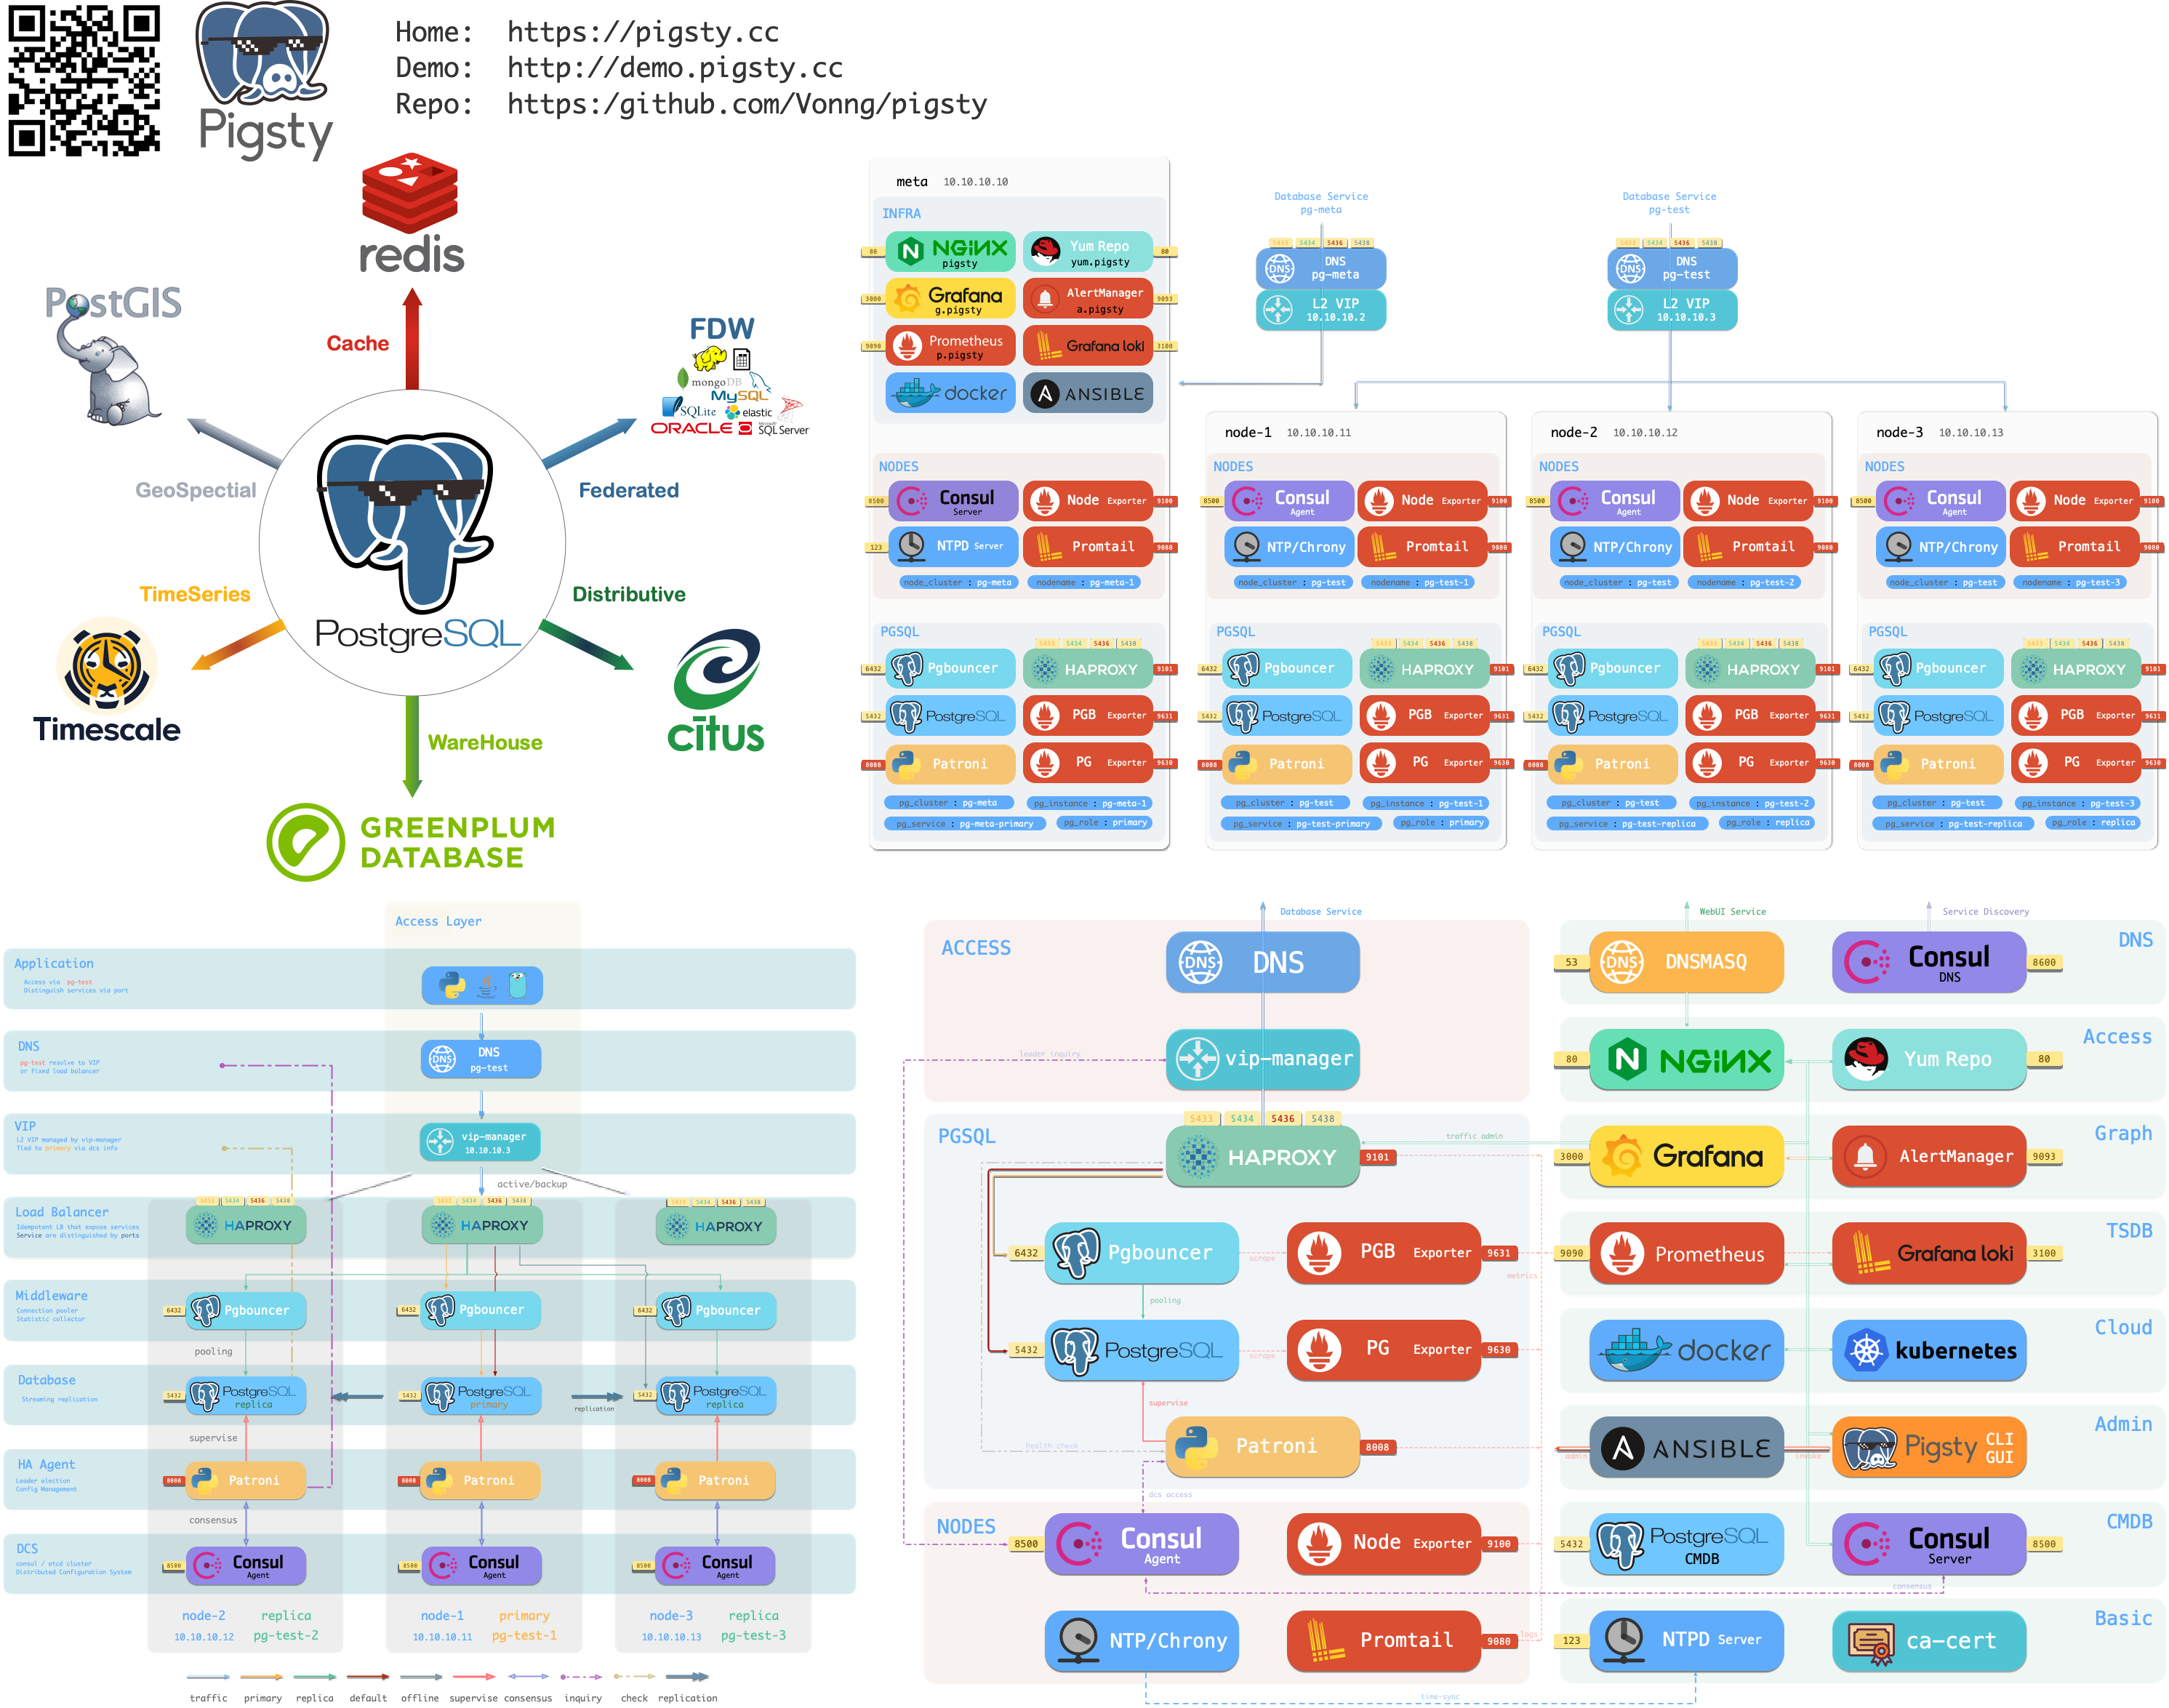 Home: https://pigsty.cc
Demo: http://demo.pigsty.cc
Repo: https:/github.com/Vonng/pigsty
Pigsty
redis
PostGIS
Cache
FDW
mongoDB
MySQL
SQLite
elastic
ORACLE
Microsoft SQL Server
GeoSpectial
Federated
TimeSeries
Distributive
PostgreSQL
Timescale
citus
WareHouse
GREENPLUM
DATABASE
meta 10.10.10.10
INFRA
80 NGINX pigsty
Yum Repo yum.pigsty 80
3000 Grafana g.pigsty
AlertManager a.pigsty 9093
9090 Prometheus p.pigsty
Grafana loki 3100
docker
ANSIBLE
NODES
8500 Consul Server
Node Exporter 9100
123 NTPD Server
Promtail 9080
node_cluster : pg-meta
nodename : pg-meta-1
PGSQL
5433 5434 5436 5438
6432 Pgbouncer
HAPROXY 9101
5432 PostgreSQL
PGB Exporter 9631
8008 Patroni
PG Exporter 9630
pg_cluster : pg-meta
pg_instance : pg-meta-1
pg_service : pg-meta-primary
pg_role : primary
Database Service
pg-meta
5433 5434 5436 5438
DNS
pg-meta
L2 VIP
10.10.10.2
Database Service
pg-test
5433 5434 5436 5438
DNS
pg-test
L2 VIP
10.10.10.3
node-1 10.10.10.11
NODES
8500 Consul Agent
Node Exporter 9100
NTP/Chrony
Promtail 9080
node_cluster : pg-test
nodename : pg-test-1
PGSQL
5433 5434 5436 5438
6432 Pgbouncer
HAPROXY 9101
5432 PostgreSQL
PGB Exporter 9631
8008 Patroni
PG Exporter 9630
pg_cluster : pg-test
pg_instance : pg-test-1
pg_service : pg-test-primary
pg_role : primary
node-2 10.10.10.12
NODES
8500 Consul Agent
Node Exporter 9100
NTP/Chrony
Promtail 9080
node_cluster : pg-test
nodename : pg-test-2
PGSQL
5433 5434 5436 5438
6432 Pgbouncer
HAPROXY 9101
5432 PostgreSQL
PGB Exporter 9631
8008 Patroni
PG Exporter 9630
pg_cluster : pg-test
pg_instance : pg-test-2
pg_service : pg-test-replica
pg_role : replica
node-3 10.10.10.13
NODES
8500 Consul Agent
Node Exporter 9100
NTP/Chrony
Promtail 9080
node_cluster : pg-test
nodename : pg-test-3
PGSQL
5433 5434 5436 5438
6432 Pgbouncer
HAPROXY 9101
5432 PostgreSQL
PGB Exporter 9631
8008 Patroni
PG Exporter 9630
pg_cluster : pg-test
pg_instance : pg-test-3
pg_service : pg-test-replica
pg_role : replica
Access Layer
Application
Access via pg-test
Distinguish services via port
DNS
pg-test resolve to VIP
or fixed load balancer
DNS
pg-test
VIP
L2 VIP managed by vip-manager
Tied to primary via dcs info
vip-manager
10.10.10.3
active/backup
Load Balancer
Idempotent LB that expose services
Service are distinguished by ports
5433 5434 5436 5438
HAPROXY
5433 5434 5436 5438
HAPROXY
5433 5434 5436 5438
HAPROXY
Middleware
Connection pooler
Statistic collector
6432 Pgbouncer
6432 Pgbouncer
6432 Pgbouncer
pooling
Database
Streaming replication
5432 PostgreSQL replica
5432 PostgreSQL primary
replication
5432 PostgreSQL replica
supervise
HA Agent
Leader election
Config Management
8008 Patroni
8008 Patroni
8008 Patroni
consensus
DCS
consul / etcd cluster
Distributed Configuration System
8500 Consul Agent
8500 Consul Agent
8500 Consul Agent
node-2 replica
10.10.10.12 pg-test-2
node-1 primary
10.10.10.11 pg-test-1
node-3 replica
10.10.10.13 pg-test-3
traffic primary replica default offline supervise consensus inquiry check replication
Database Service
ACCESS
DNS
leader inquiry
vip-manager
PGSQL
5433 5434 5436 5438
HAPROXY 9101
traffic admin
6432 Pgbouncer
scrape
PGB Exporter 9631
metrics
pooling
5432 PostgreSQL
scrape
PG Exporter 9630
supervise
health check
Patroni 8008
dcs access
NODES
8500 Consul Agent
Node Exporter 9100
consensus
NTP/Chrony
Promtail 9080
logs
time-sync
WebUI Service
Service Discovery
DNS
53 DNSMASQ
Consul DNS 8600
Access
80 NGINX
Yum Repo 80
Graph
3000 Grafana
AlertManager 9093
TSDB
9090 Prometheus
Grafana loki 3100
Cloud
docker
kubernetes
Admin
admin
ANSIBLE
invoke
Pigsty CLI GUI
CMDB
5432 PostgreSQL CMDB
Consul Server 8500
Basic
123 NTPD Server
ca-cert